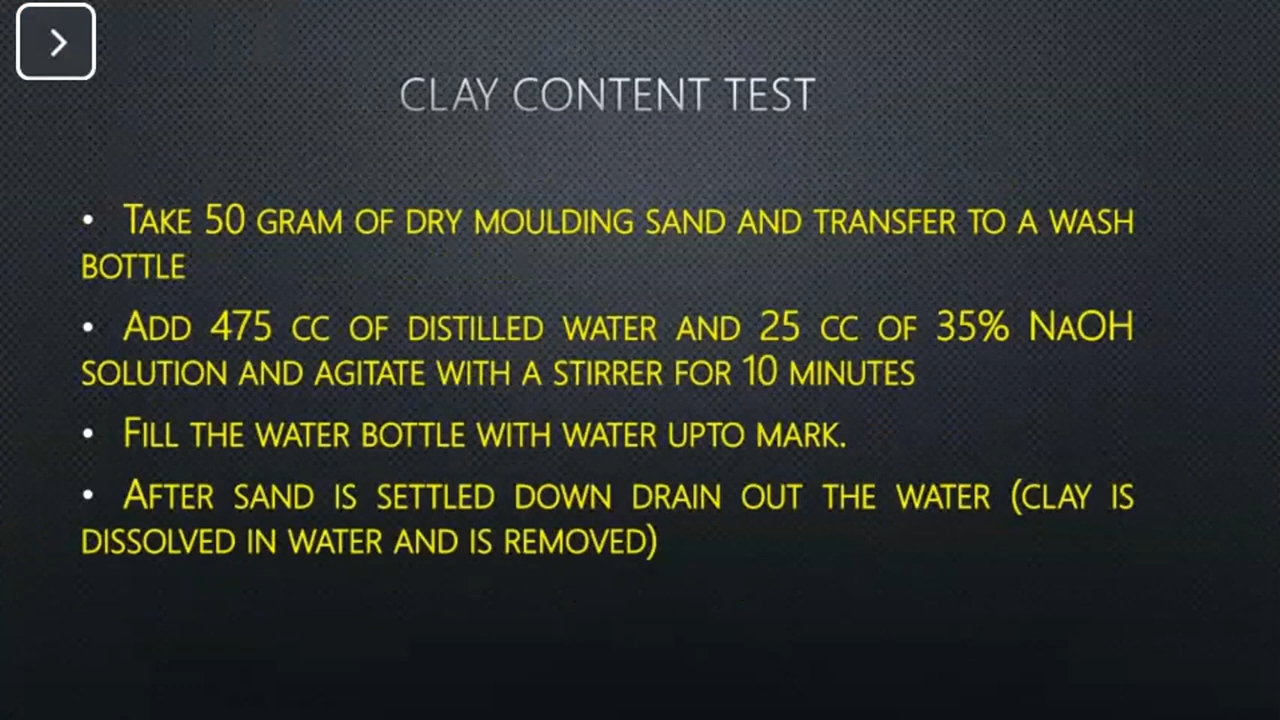 CLAY CONTENT TEST
• TAKE 50 GRAM OF DRY MOULDING SAND AND TRANSFER TO A WASH
BOTTLE
• ADD 475 CC OF DISTILLED WATER AND 25 CC OF 35% NAOH
SOLUTION AND AGITATE WITH A STIRRER FOR 10 MINUTES
• FILL THE WATER BOTTLE WITH WATER UPTO MARK.
• AFTER SAND IS SETTLED DOWN DRAIN OUT THE WATER (CLAY IS
DISSOLVED IN WATER AND IS REMOVED)